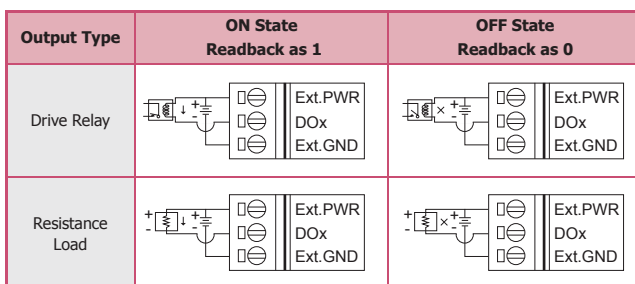 Output Type
ON State
Readback as 1
OFF State
Readback as 0
Drive Relay
+
-
Ext.PWR
DOx
Ext.GND
+
-
Ext.PWR
DOx
Ext.GND
Resistance
Load
+
-
+
-
Ext.PWR
DOx
Ext.GND
+
-
+
-
Ext.PWR
DOx
Ext.GND